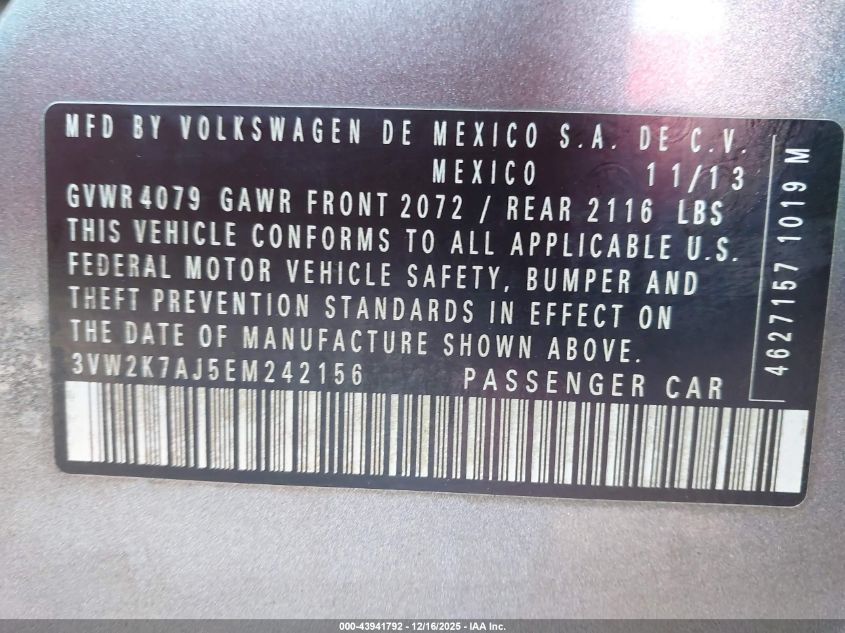 MFD BY VOLKSWAGEN DE MEXICO S.A. DE C.V.
MEXICO 11/13
GVWR 4079 GAWR FRONT 2072 / REAR 2116 LBS
THIS VEHICLE CONFORMS TO ALL APPLICABLE U.S.
FEDERAL MOTOR VEHICLE SAFETY, BUMPER AND
THEFT PREVENTION STANDARDS IN EFFECT ON
THE DATE OF MANUFACTURE SHOWN ABOVE.
3VW2K7AJ5EM242156 PASSENGER CAR
4627157 1019 M
000-43941792 - 12/16/2025 - IAA Inc.